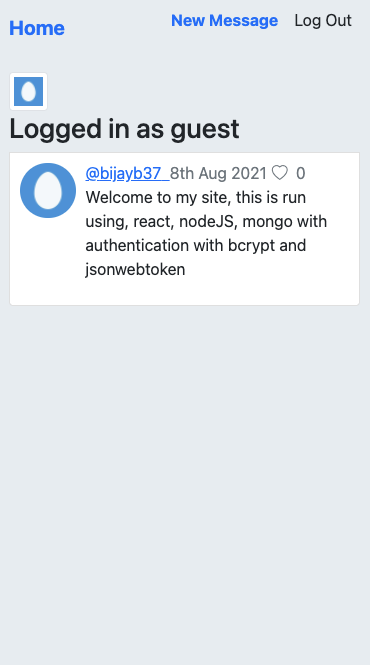 Home
New Message
Log Out
Logged in as guest
@bijayb37 8th Aug 2021 0
Welcome to my site, this is run
using, react, nodeJS, mongo with
authentication with bcrypt and
jsonwebtoken